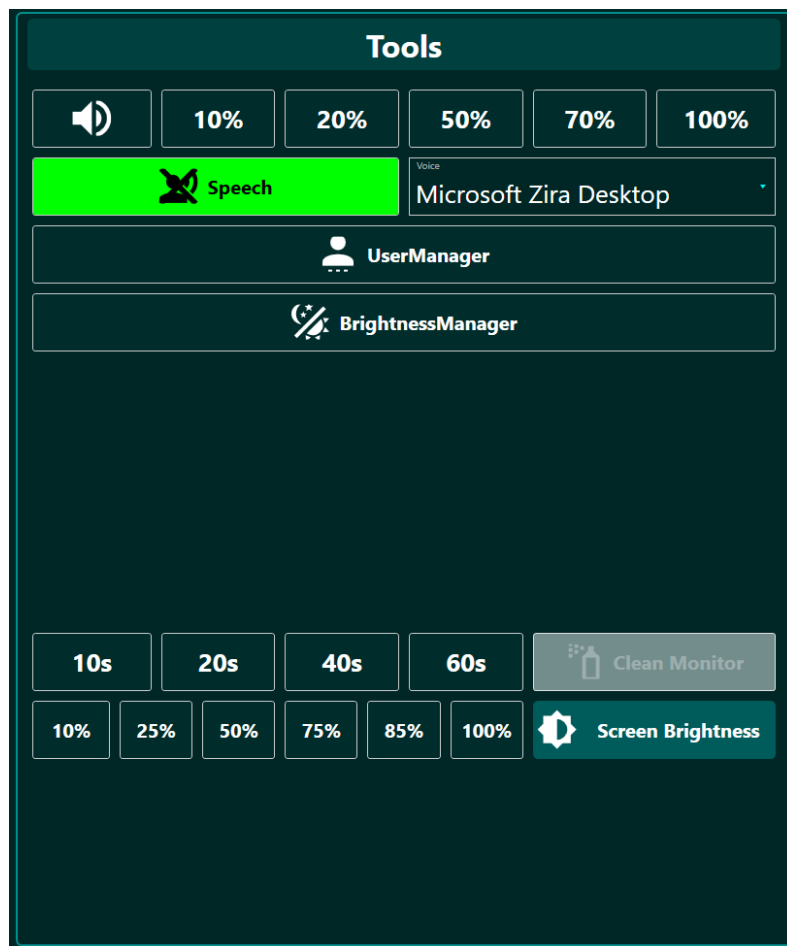 Tools
10% 20% 50% 70% 100%
Speech
Voice
Microsoft Zira Desktop
UserManager
BrightnessManager
10s 20s 40s 60s Clean Monitor
10% 25% 50% 75% 85% 100% Screen Brightness